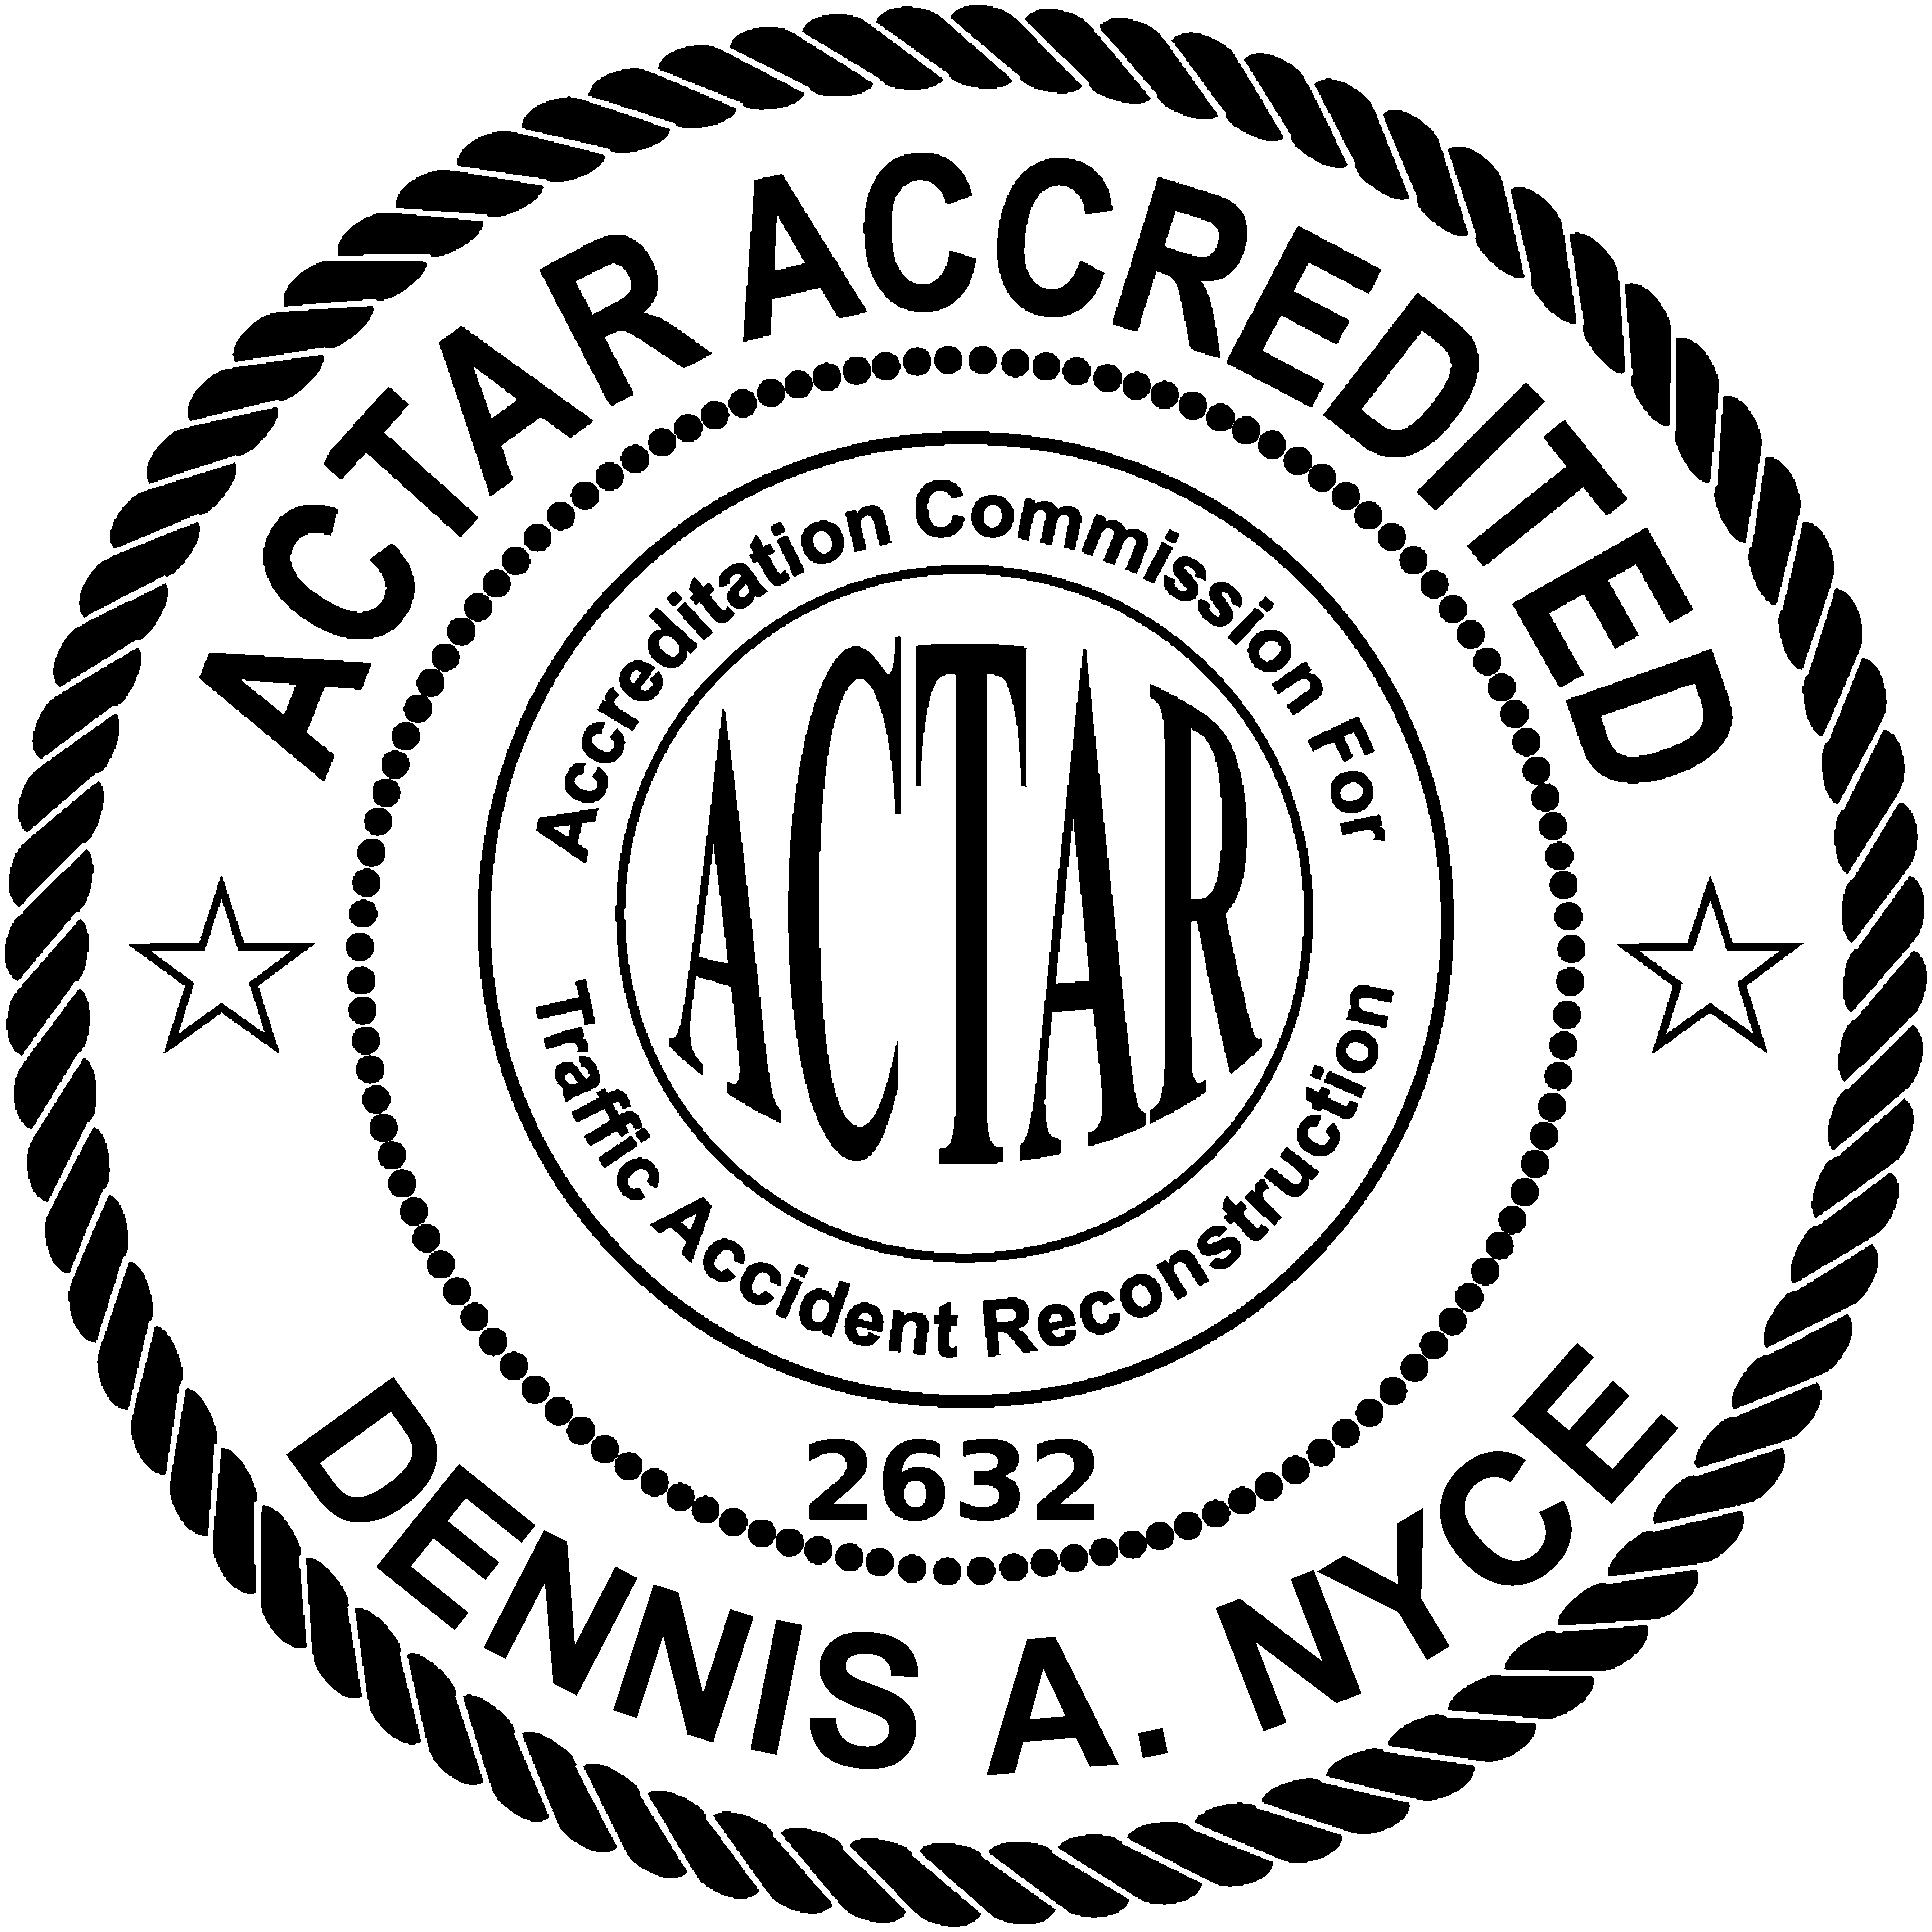 ACTAR ACCREDITED
Accreditation Commission For
ACTAR
Traffic Accident Reconstruction
2632
DENNIS A. NYCE